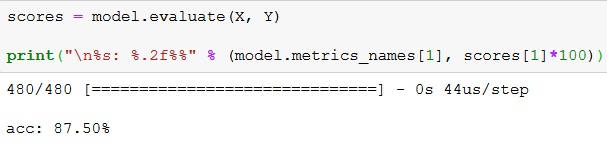 scores = model.evaluate(X, Y)
print("\n%s: %.2f%%" % (model.metrics_names[1], scores[1]*100))
480/480 [==============================] - 0s 44us/step
acc: 87.50%